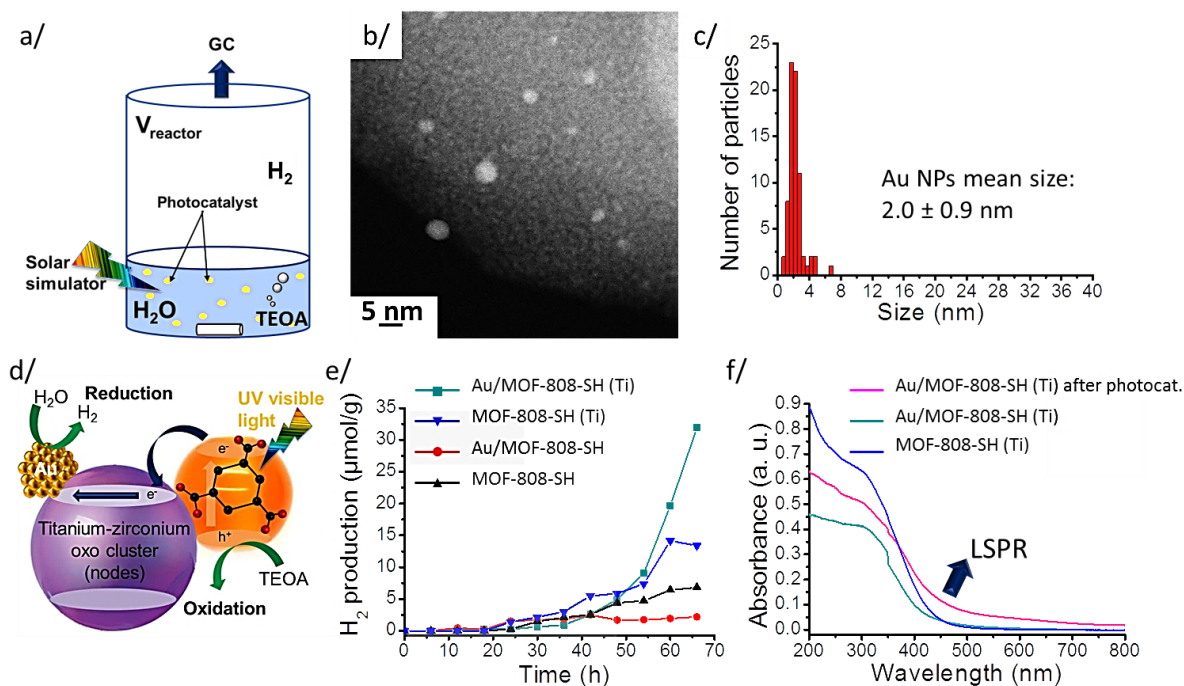 a/
GC
V_reactor
H₂
Photocatalyst
Solar
simulator
H₂O
TEOA
b/
5 nm
c/
Number of particles
25
20
15
10
5
0
Au NPs mean size:
2.0 ± 0.9 nm
0 4 8 12 16 20 24 28 32 36 40
Size (nm)
d/
Reduction
H₂O
H₂
UV visible
light
Au
e-
e-
Titanium-zirconium
oxo cluster
(nodes)
h+
TEOA
Oxidation
e/
Au/MOF-808-SH (Ti)
MOF-808-SH (Ti)
Au/MOF-808-SH
MOF-808-SH
H₂ production (µmol/g)
35
30
25
20
15
10
5
0
0 10 20 30 40 50 60 70
Time (h)
f/
Au/MOF-808-SH (Ti) after photocat.
Au/MOF-808-SH (Ti)
MOF-808-SH (Ti)
Absorbance (a. u.)
0.9
0.8
0.7
0.6
0.5
0.4
0.3
0.2
0.1
0.0
LSPR
200 300 400 500 600 700 800
Wavelength (nm)